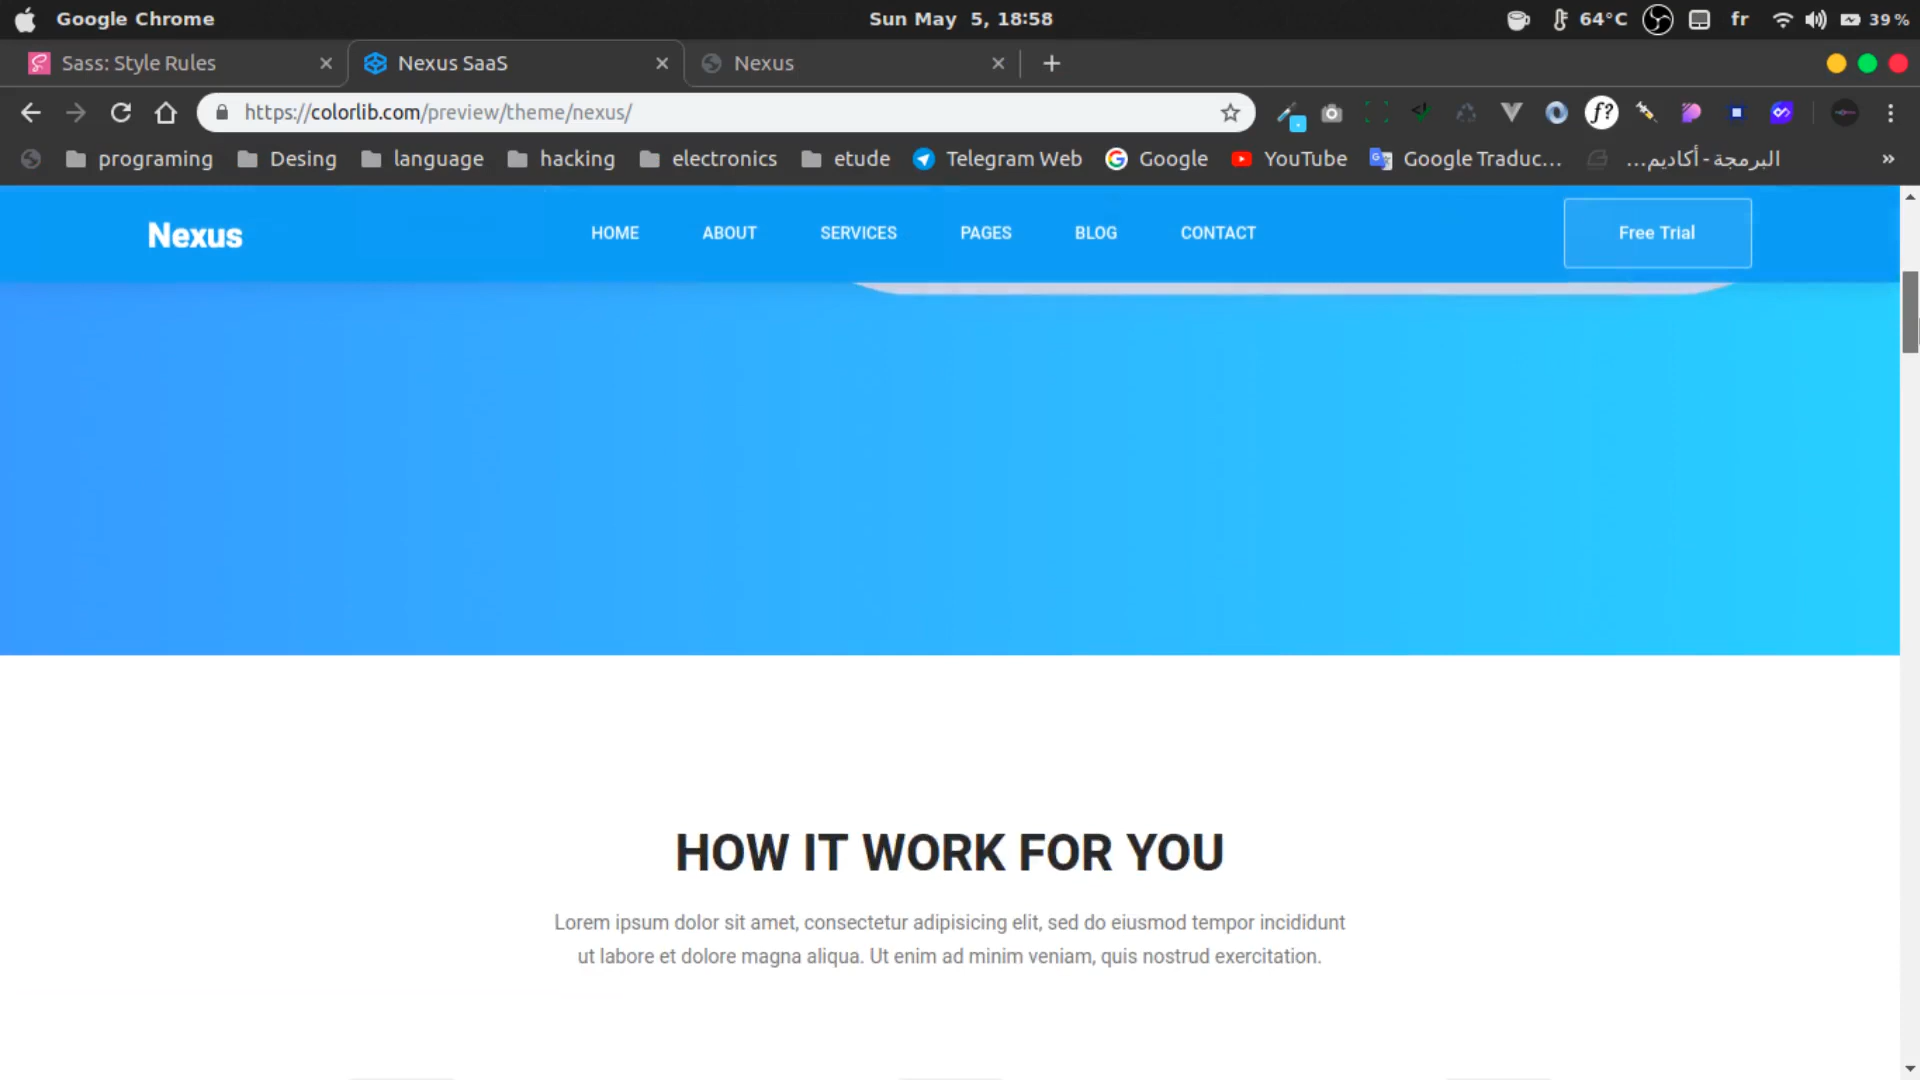 Google Chrome
Sun May 5, 18:58
64°C
fr
39%
Sass: Style Rules
Nexus SaaS
Nexus
https://colorlib.com/preview/theme/nexus/
f?
programing
Desing
language
hacking
electronics
etude
Telegram Web
Google
YouTube
Google Traduc...
البرمجة - أكاديم...
Nexus
HOME
ABOUT
SERVICES
PAGES
BLOG
CONTACT
Free Trial
HOW IT WORK FOR YOU
Lorem ipsum dolor sit amet, consectetur adipisicing elit, sed do eiusmod tempor incididunt
ut labore et dolore magna aliqua. Ut enim ad minim veniam, quis nostrud exercitation.